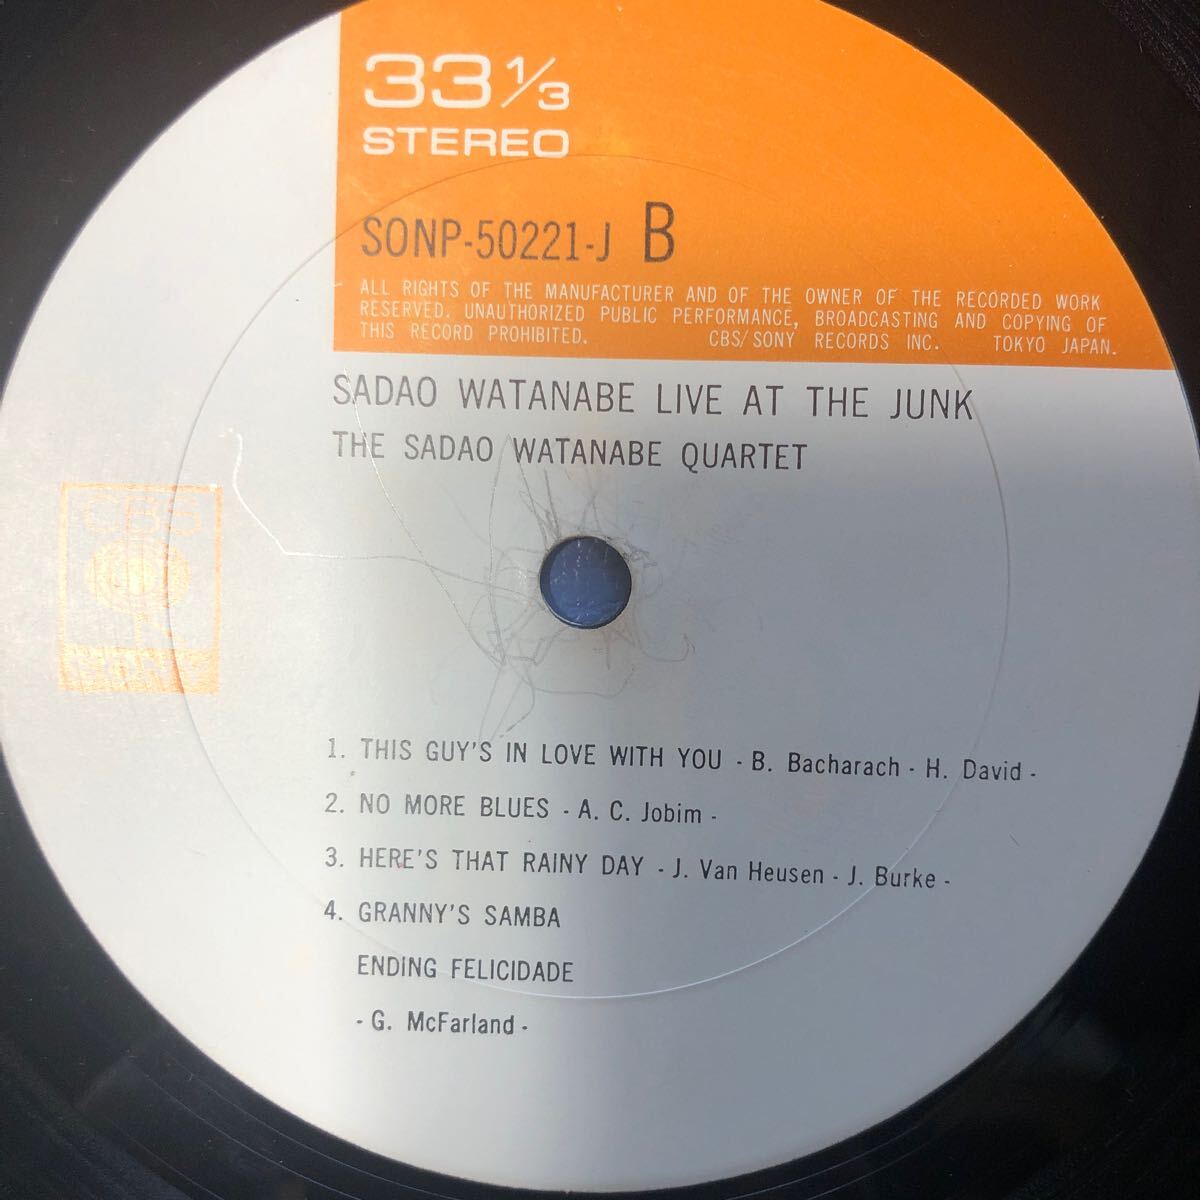 33 1/3
STEREO
SONP-50221-J B
ALL RIGHTS OF THE MANUFACTURER AND OF THE OWNER OF THE RECORDED WORK
RESERVED. UNAUTHORIZED PUBLIC PERFORMANCE, BROADCASTING AND COPYING OF
THIS RECORD PROHIBITED. CBS/SONY RECORDS INC. TOKYO JAPAN.
SADAO WATANABE LIVE AT THE JUNK
THE SADAO WATANABE QUARTET
CBS
SONY
1. THIS GUY'S IN LOVE WITH YOU - B. Bacharach - H. David -
2. NO MORE BLUES - A. C. Jobim -
3. HERE'S THAT RAINY DAY - J. Van Heusen - J. Burke -
4. GRANNY'S SAMBA
ENDING FELICIDADE
- G. McFarland -